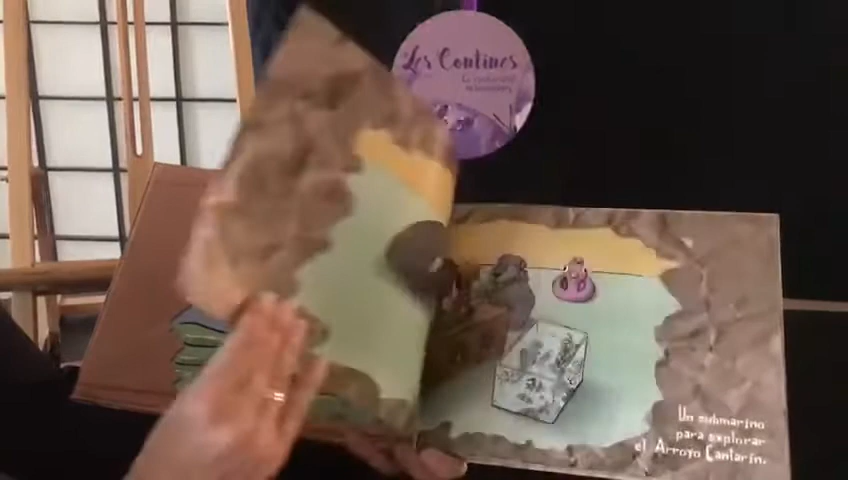 Les Contines
Un submarino
para explorar
el Arroyo Cantarín.